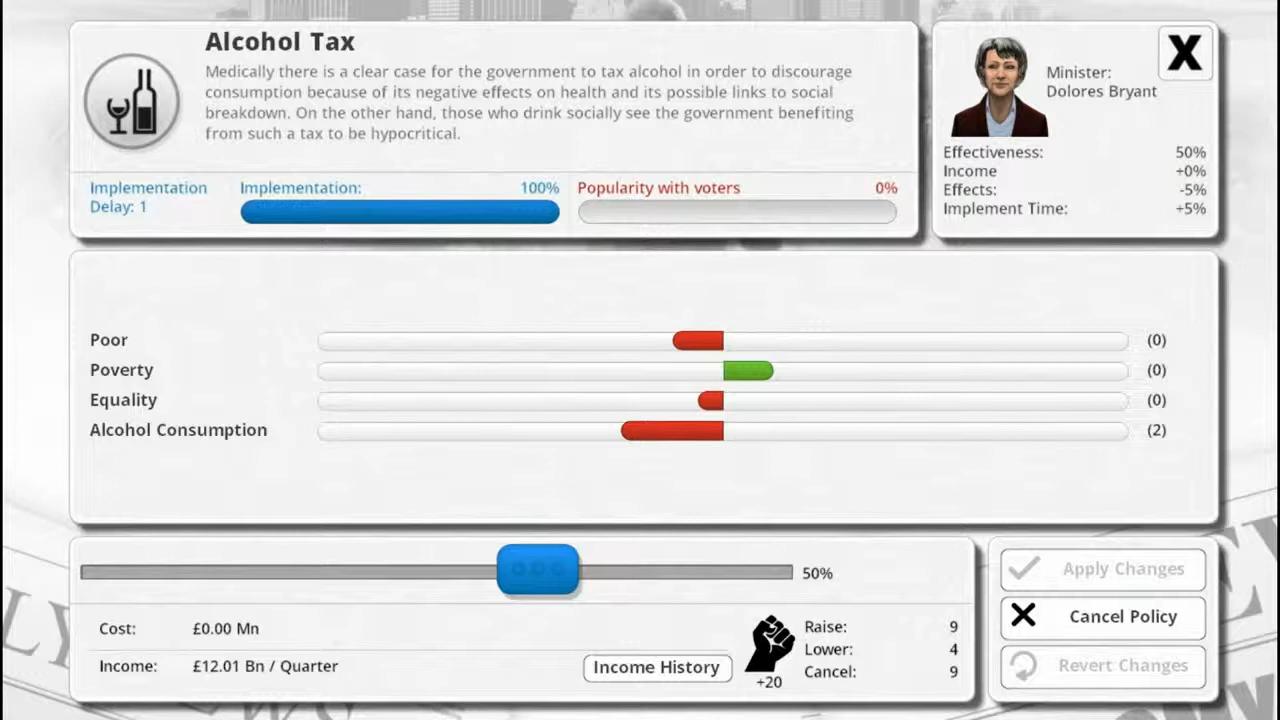 Alcohol Tax
Medically there is a clear case for the government to tax alcohol in order to discourage
consumption because of its negative effects on health and its possible links to social
breakdown. On the other hand, those who drink socially see the government benefiting
from such a tax to be hypocritical.
Implementation
Delay: 1
Implementation: 100%
Popularity with voters 0%
X
Minister:
Dolores Bryant
Effectiveness: 50%
Income +0%
Effects: -5%
Implement Time: +5%
Poor (0)
Poverty (0)
Equality (0)
Alcohol Consumption (2)
50%
Cost: £0.00 Mn
Income: £12.01 Bn / Quarter
Income History
+20
Raise: 9
Lower: 4
Cancel: 9
Apply Changes
Cancel Policy
Revert Changes